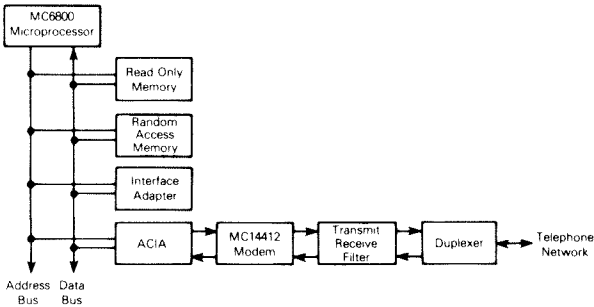 MC6800
Microprocessor
Read Only
Memory
Random
Access
Memory
Interface
Adapter
ACIA
MC14412
Modem
Transmit
Receive
Filter
Duplexer
Telephone
Network
Address
Bus
Data
Bus